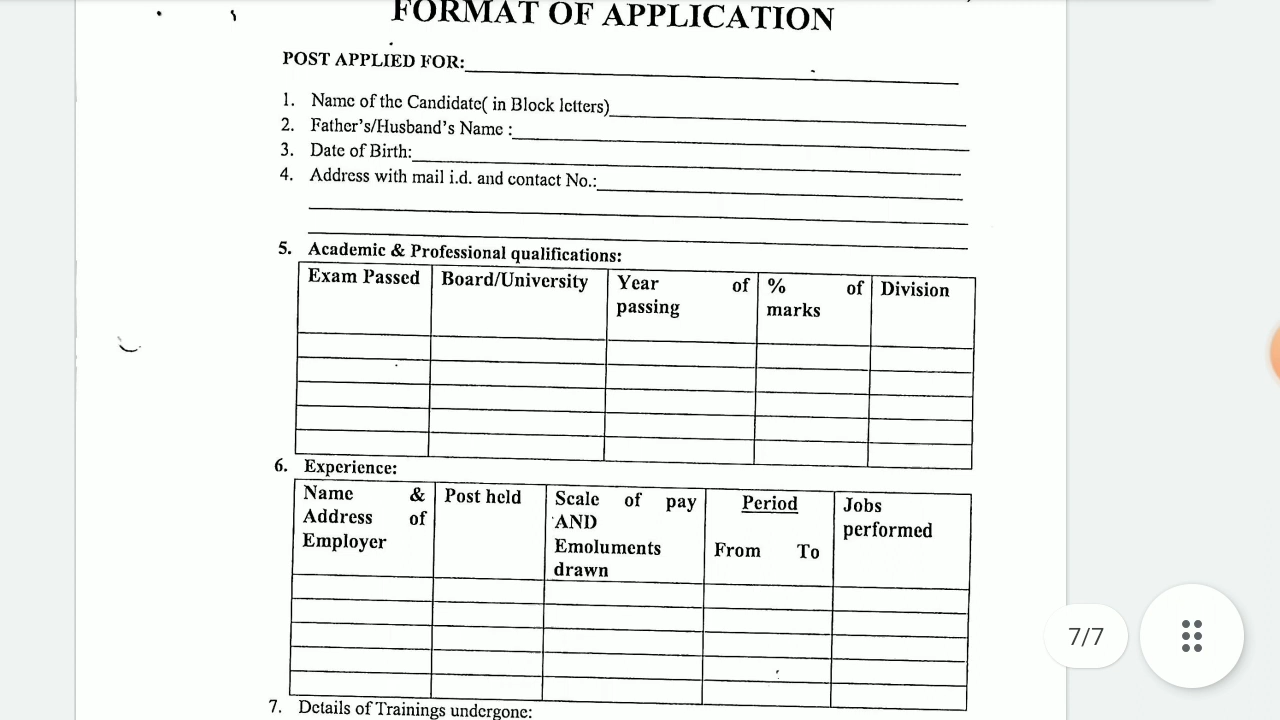 FORMAT OF APPLICATION
POST APPLIED FOR:
1. Name of the Candidate( in Block letters)
2. Father's/Husband's Name :
3. Date of Birth:
4. Address with mail i.d. and contact No.:
5. Academic & Professional qualifications:
Exam Passed Board/University Year of passing % of marks Division
6. Experience:
Name & Address of Employer Post held Scale of pay AND Emoluments drawn Period From To Jobs performed
7. Details of Trainings undergone:
7/7